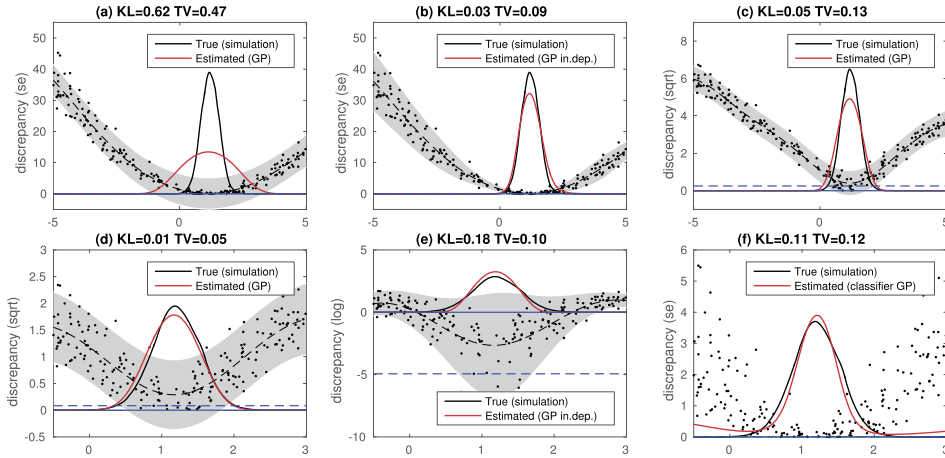 (a) KL=0.62 TV=0.47
True (simulation)
Estimated (GP)
discrepancy (se)
50
40
30
20
10
0
-5
0
5
(b) KL=0.03 TV=0.09
True (simulation)
Estimated (GP in.dep.)
discrepancy (se)
50
40
30
20
10
0
-5
0
5
(c) KL=0.05 TV=0.13
True (simulation)
Estimated (GP)
discrepancy (sqrt)
8
6
4
2
0
-5
0
5
(d) KL=0.01 TV=0.05
True (simulation)
Estimated (GP)
discrepancy (sqrt)
3
2.5
2
1.5
1
0.5
0
-0.5
0
1
2
3
(e) KL=0.18 TV=0.10
True (simulation)
Estimated (GP in.dep.)
discrepancy (log)
5
0
-5
-10
0
1
2
3
(f) KL=0.11 TV=0.12
True (simulation)
Estimated (classifier GP)
discrepancy (se)
6
5
4
3
2
1
0
0
1
2
3